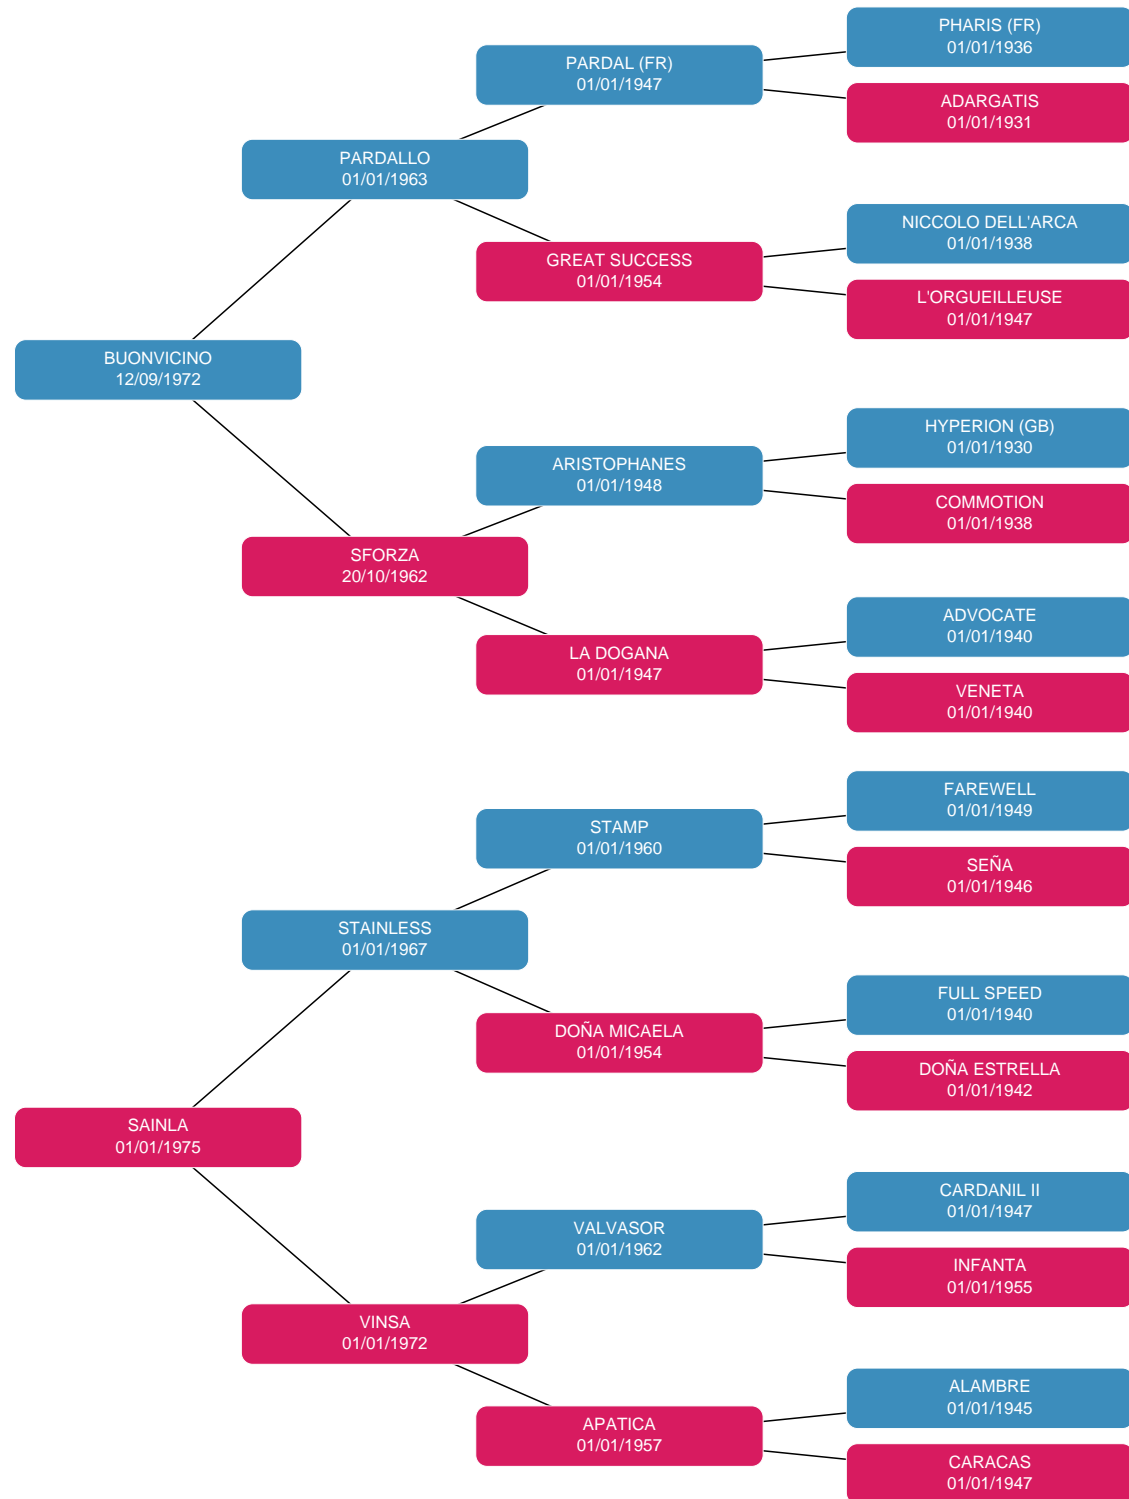 PHARIS (FR)
01/01/1936
PARDAL (FR)
01/01/1947
ADARGATIS
01/01/1931
PARDALLO
01/01/1963
NICCOLO DELL'ARCA
01/01/1938
GREAT SUCCESS
01/01/1954
L'ORGUEILLEUSE
01/01/1947
BUONVICINO
12/09/1972
HYPERION (GB)
01/01/1930
ARISTOPHANES
01/01/1948
COMMOTION
01/01/1938
SFORZA
20/10/1962
ADVOCATE
01/01/1940
LA DOGANA
01/01/1947
VENETA
01/01/1940
FAREWELL
01/01/1949
STAMP
01/01/1960
SEÑA
01/01/1946
STAINLESS
01/01/1967
FULL SPEED
01/01/1940
DOÑA MICAELA
01/01/1954
DOÑA ESTRELLA
01/01/1942
SAINLA
01/01/1975
CARDANIL II
01/01/1947
VALVASOR
01/01/1962
INFANTA
01/01/1955
VINSA
01/01/1972
ALAMBRE
01/01/1945
APATICA
01/01/1957
CARACAS
01/01/1947